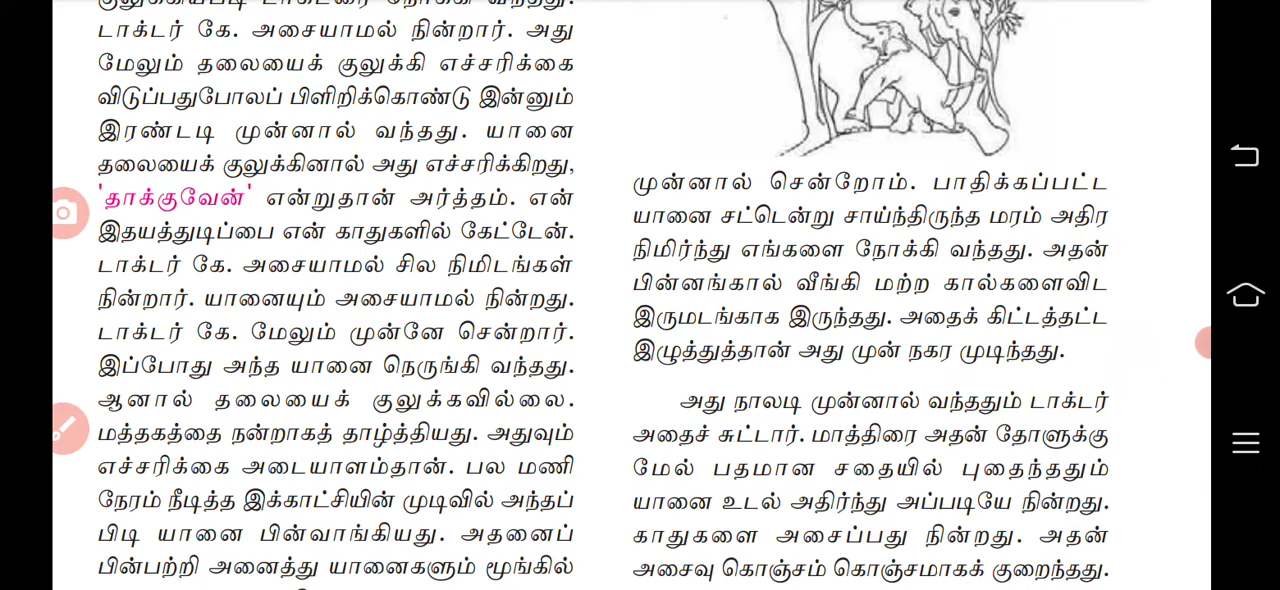 குலுக்கியபடி டாக்டரை நோக்கி வந்தது.
டாக்டர் கே. அசையாமல் நின்றார். அது
மேலும் தலையைக் குலுக்கி எச்சரிக்கை
விடுப்பதுபோலப் பிளிறிக்கொண்டு இன்னும்
இரண்டடி முன்னால் வந்தது. யானை
தலையைக் குலுக்கினால் அது எச்சரிக்கிறது,
'தாக்குவேன்' என்றுதான் அர்த்தம். என்
இதயத்துடிப்பை என் காதுகளில் கேட்டேன்.
டாக்டர் கே. அசையாமல் சில நிமிடங்கள்
நின்றார். யானையும் அசையாமல் நின்றது.
டாக்டர் கே. மேலும் முன்னே சென்றார்.
இப்போது அந்த யானை நெருங்கி வந்தது.
ஆனால் தலையைக் குலுக்கவில்லை.
மத்தகத்தை நன்றாகத் தாழ்த்தியது. அதுவும்
எச்சரிக்கை அடையாளம்தான். பல மணி
நேரம் நீடித்த இக்காட்சியின் முடிவில் அந்தப்
பிடி யானை பின்வாங்கியது. அதனைப்
பின்பற்றி அனைத்து யானைகளும் மூங்கில்
முன்னால் சென்றோம். பாதிக்கப்பட்ட
யானை சட்டென்று சாய்ந்திருந்த மரம் அதிர
நிமிர்ந்து எங்களை நோக்கி வந்தது. அதன்
பின்னங்கால் வீங்கி மற்ற கால்களைவிட
இருமடங்காக இருந்தது. அதைக் கிட்டத்தட்ட
இழுத்துத்தான் அது முன் நகர முடிந்தது.
அது நாலடி முன்னால் வந்ததும் டாக்டர்
அதைச் சுட்டார். மாத்திரை அதன் தோளுக்கு
மேல் பதமான சதையில் புதைந்ததும்
யானை உடல் அதிர்ந்து அப்படியே நின்றது.
காதுகளை அசைப்பது நின்றது. அதன்
அசைவு கொஞ்சம் கொஞ்சமாகக் குறைந்தது.